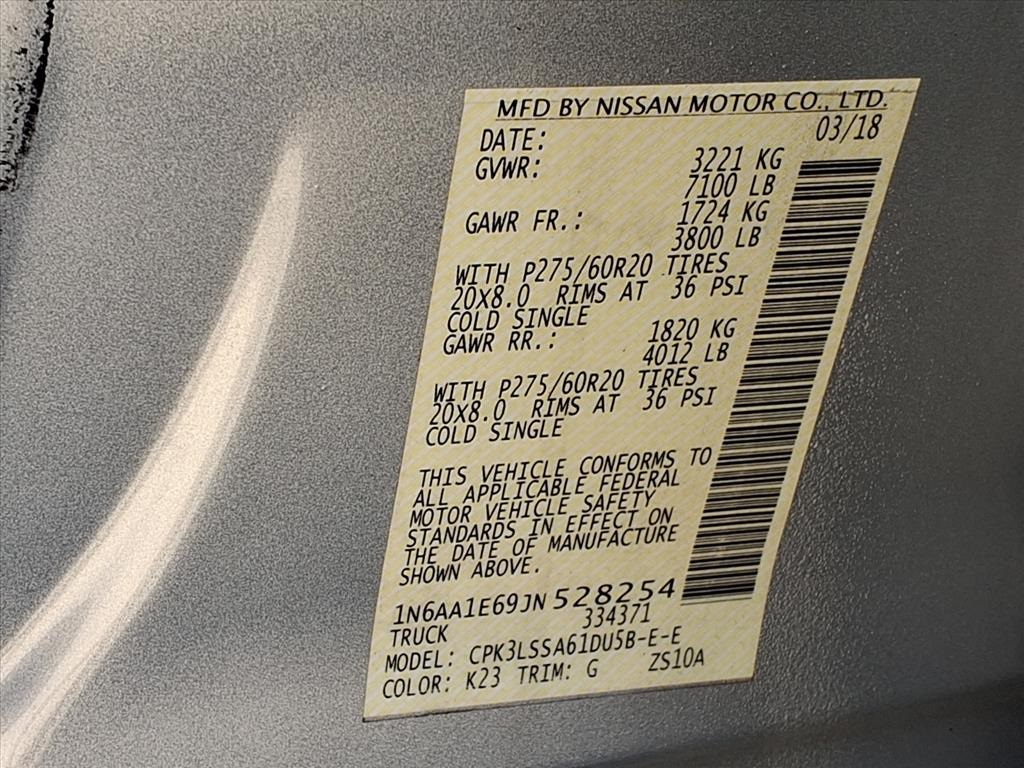 MFD BY NISSAN MOTOR CO., LTD.
DATE: 03/18
GVWR: 3221 KG
7100 LB
GAWR FR.: 1724 KG
3800 LB
WITH P275/60R20 TIRES
20X8.0 RIMS AT 36 PSI
COLD SINGLE
GAWR RR.: 1820 KG
4012 LB
WITH P275/60R20 TIRES
20X8.0 RIMS AT 36 PSI
COLD SINGLE
THIS VEHICLE CONFORMS TO
ALL APPLICABLE FEDERAL
MOTOR VEHICLE SAFETY
STANDARDS IN EFFECT ON
THE DATE OF MANUFACTURE
SHOWN ABOVE.
1N6AA1E69JN528254
TRUCK 334371
MODEL: CPK3LSSA61DU5B-E-E
COLOR: K23 TRIM: G ZS10A